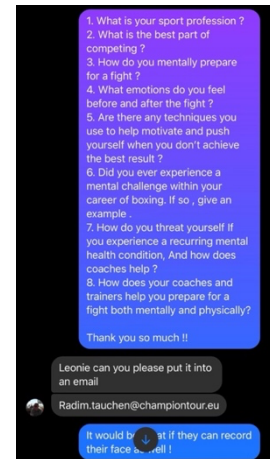 1. What is your sport profession ?
2. What is the best part of
competing ?
3. How do you mentally prepare
for a fight ?
4. What emotions do you feel
before and after the fight ?
5. Are there any techniques you
use to help motivate and push
yourself when you don't achieve
the best result ?
6. Did you ever experience a
mental challenge within your
career of boxing. If so , give an
example .
7. How do you threat yourself If
you experience a recurring mental
health condition, And how does
coaches help ?
8. How does your coaches and
trainers help you prepare for a
fight both mentally and physically?
Thank you so much !!
Leonie can you please put it into
an email
Radim.tauchen@championtour.eu
It would if they can record
their face